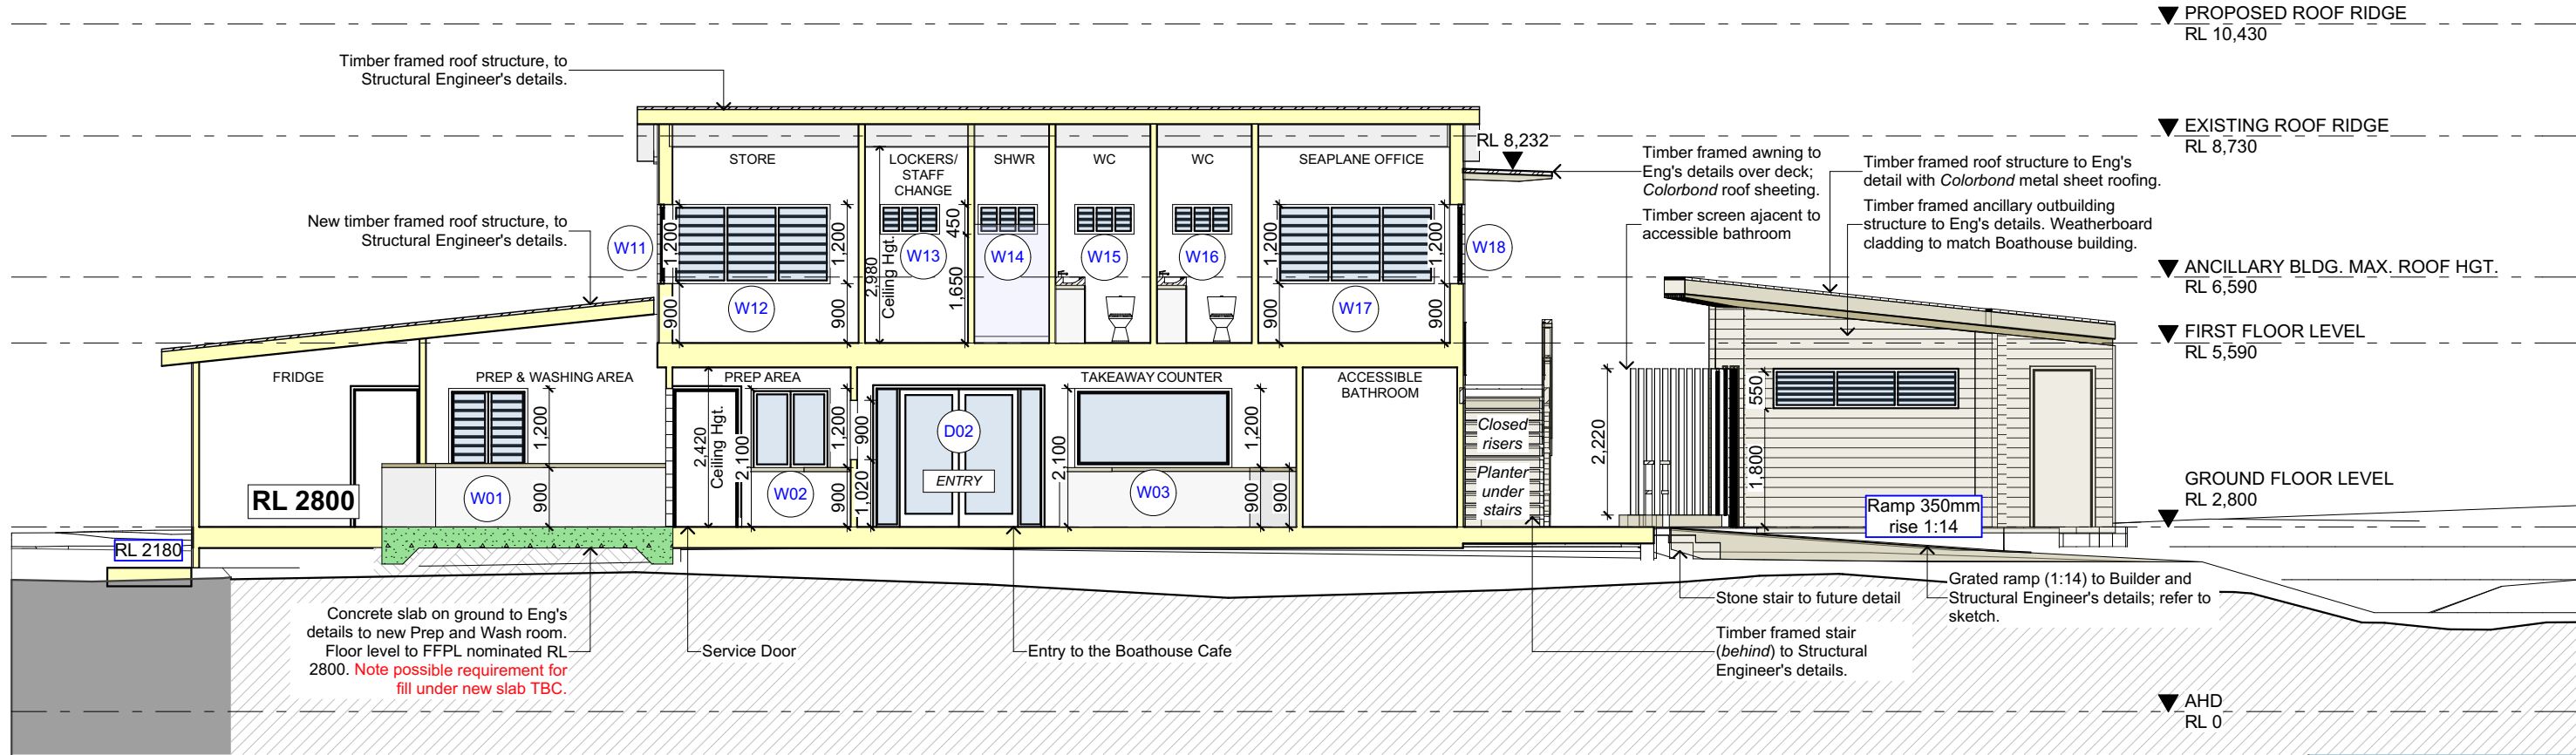 PROPOSED ROOF RIDGE
RL 10,430
Timber framed roof structure, to
Structural Engineer's details.
EXISTING ROOF RIDGE
RL 8,730
RL 8,232
STORE
LOCKERS/
STAFF
CHANGE
SHWR
WC
WC
SEAPLANE OFFICE
Timber framed awning to
Eng's details over deck;
Colorbond roof sheeting.
Timber framed roof structure to Eng's
detail with Colorbond metal sheet roofing.
Timber screen ajacent to
accessible bathroom
Timber framed ancillary outbuilding
structure to Eng's details. Weatherboard
cladding to match Boathouse building.
New timber framed roof structure, to
Structural Engineer's details.
W11
1,200
1,200
2,980
Ceiling Hgt.
W13
450
1,650
W14
W15
W16
1,200
1,200
W18
900
W12
900
900
W17
900
ANCILLARY BLDG. MAX. ROOF HGT.
RL 6,590
FIRST FLOOR LEVEL
RL 5,590
FRIDGE
PREP & WASHING AREA
PREP AREA
TAKEAWAY COUNTER
ACCESSIBLE
BATHROOM
1,200
2,420
Ceiling Hgt.
2,100
1,200
900
D02
ENTRY
2,100
1,200
Closed
risers
2,220
550
1,800
RL 2800
W01
900
W02
900
1,020
W03
900
900
Planter
under
stairs
Ramp 350mm
rise 1:14
GROUND FLOOR LEVEL
RL 2,800
RL 2180
Concrete slab on ground to Eng's
details to new Prep and Wash room.
Floor level to FFPL nominated RL
2800. Note possible requirement for
fill under new slab TBC.
Service Door
Entry to the Boathouse Cafe
Stone stair to future detail
Timber framed stair
(behind) to Structural
Engineer's details.
Grated ramp (1:14) to Builder and
Structural Engineer's details; refer to
sketch.
AHD
RL 0